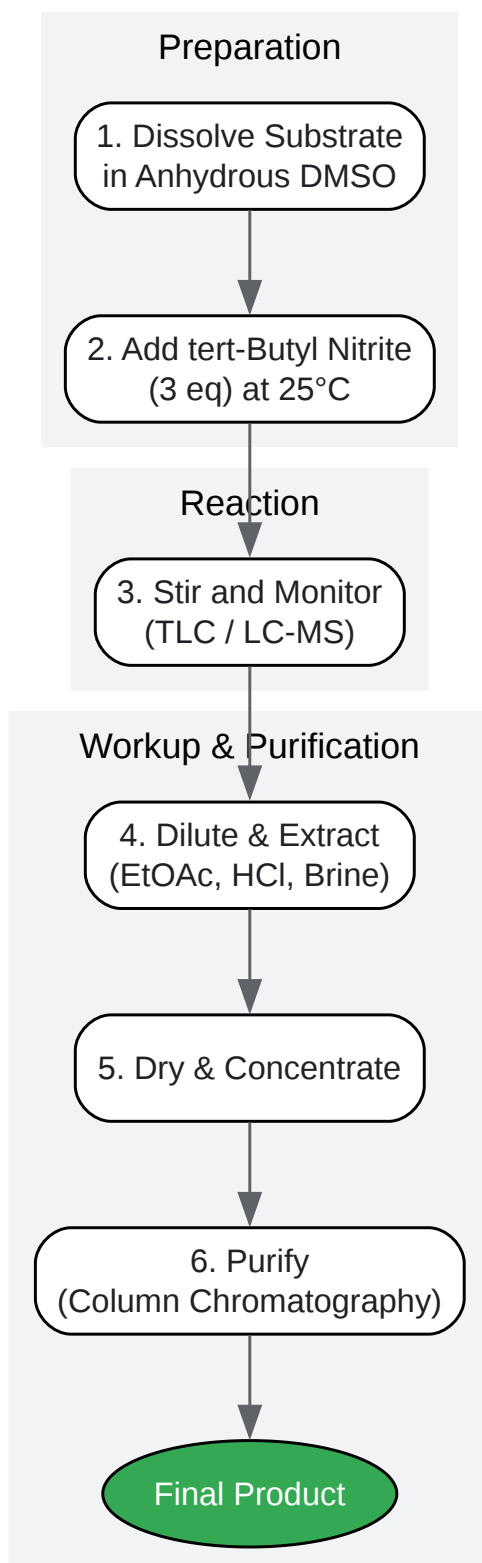 Preparation
1. Dissolve Substrate
in Anhydrous DMSO
2. Add tert-Butyl Nitrite
(3 eq) at 25°C
Reaction
3. Stir and Monitor
(TLC / LC-MS)
Workup & Purification
4. Dilute & Extract
(EtOAc, HCl, Brine)
5. Dry & Concentrate
6. Purify
(Column Chromatography)
Final Product